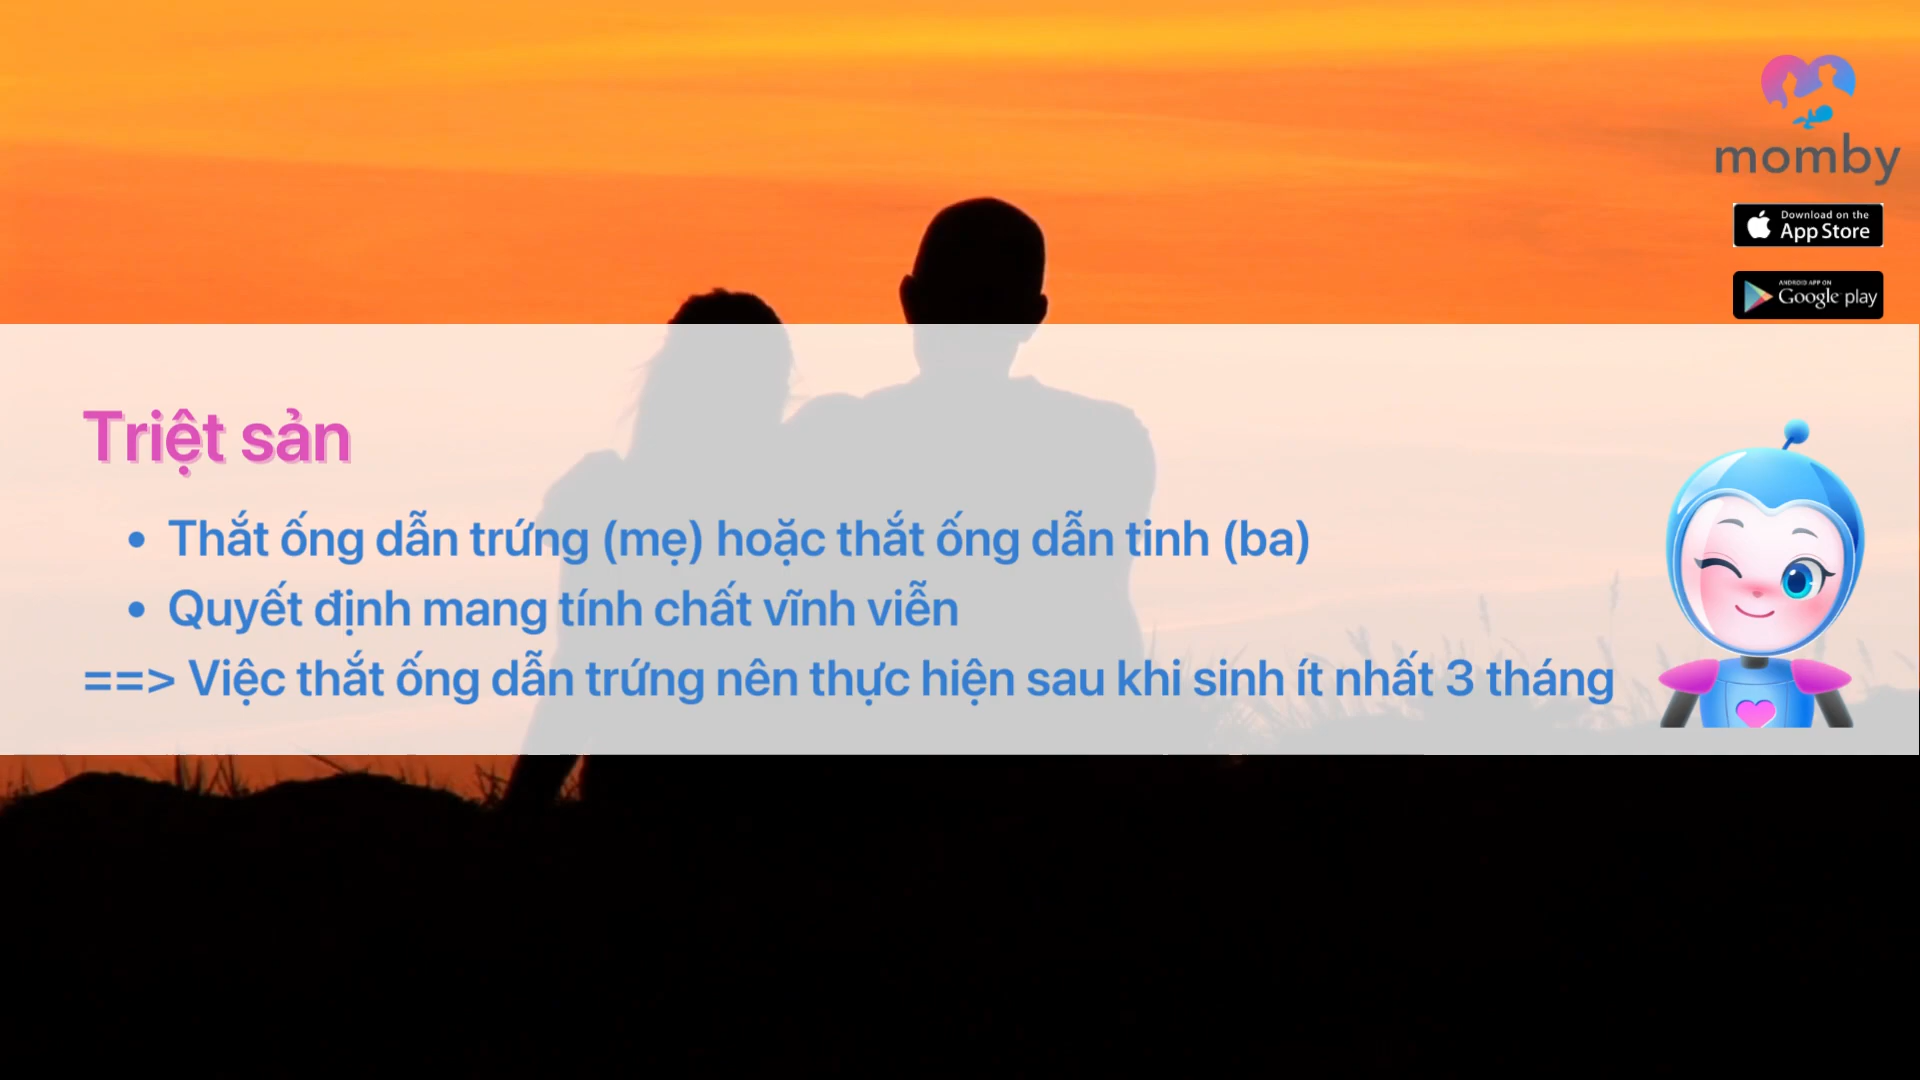 momby
Download on the
App Store
ANDROID APP ON
Google play
Triệt sản
• Thắt ống dẫn trứng (mẹ) hoặc thắt ống dẫn tinh (ba)
• Quyết định mang tính chất vĩnh viễn
==> Việc thắt ống dẫn trứng nên thực hiện sau khi sinh ít nhất 3 tháng